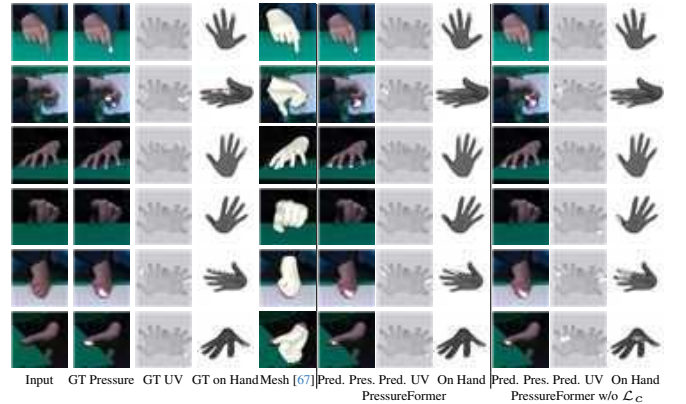 Input GT Pressure GT UV GT on Hand Mesh [67] Pred. Pres. Pred. UV On Hand Pred. Pres. Pred. UV On Hand
PressureFormer PressureFormer w/o ℒ_C